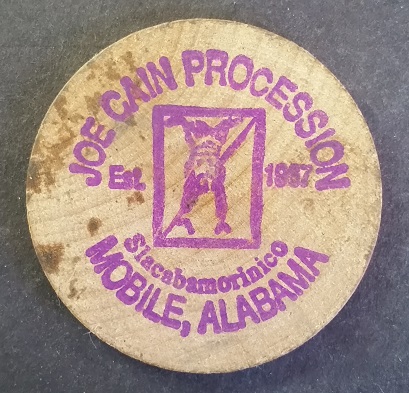 JOE CAIN PROCESSION
Est. 1967
Slacabamorinico
MOBILE, ALABAMA